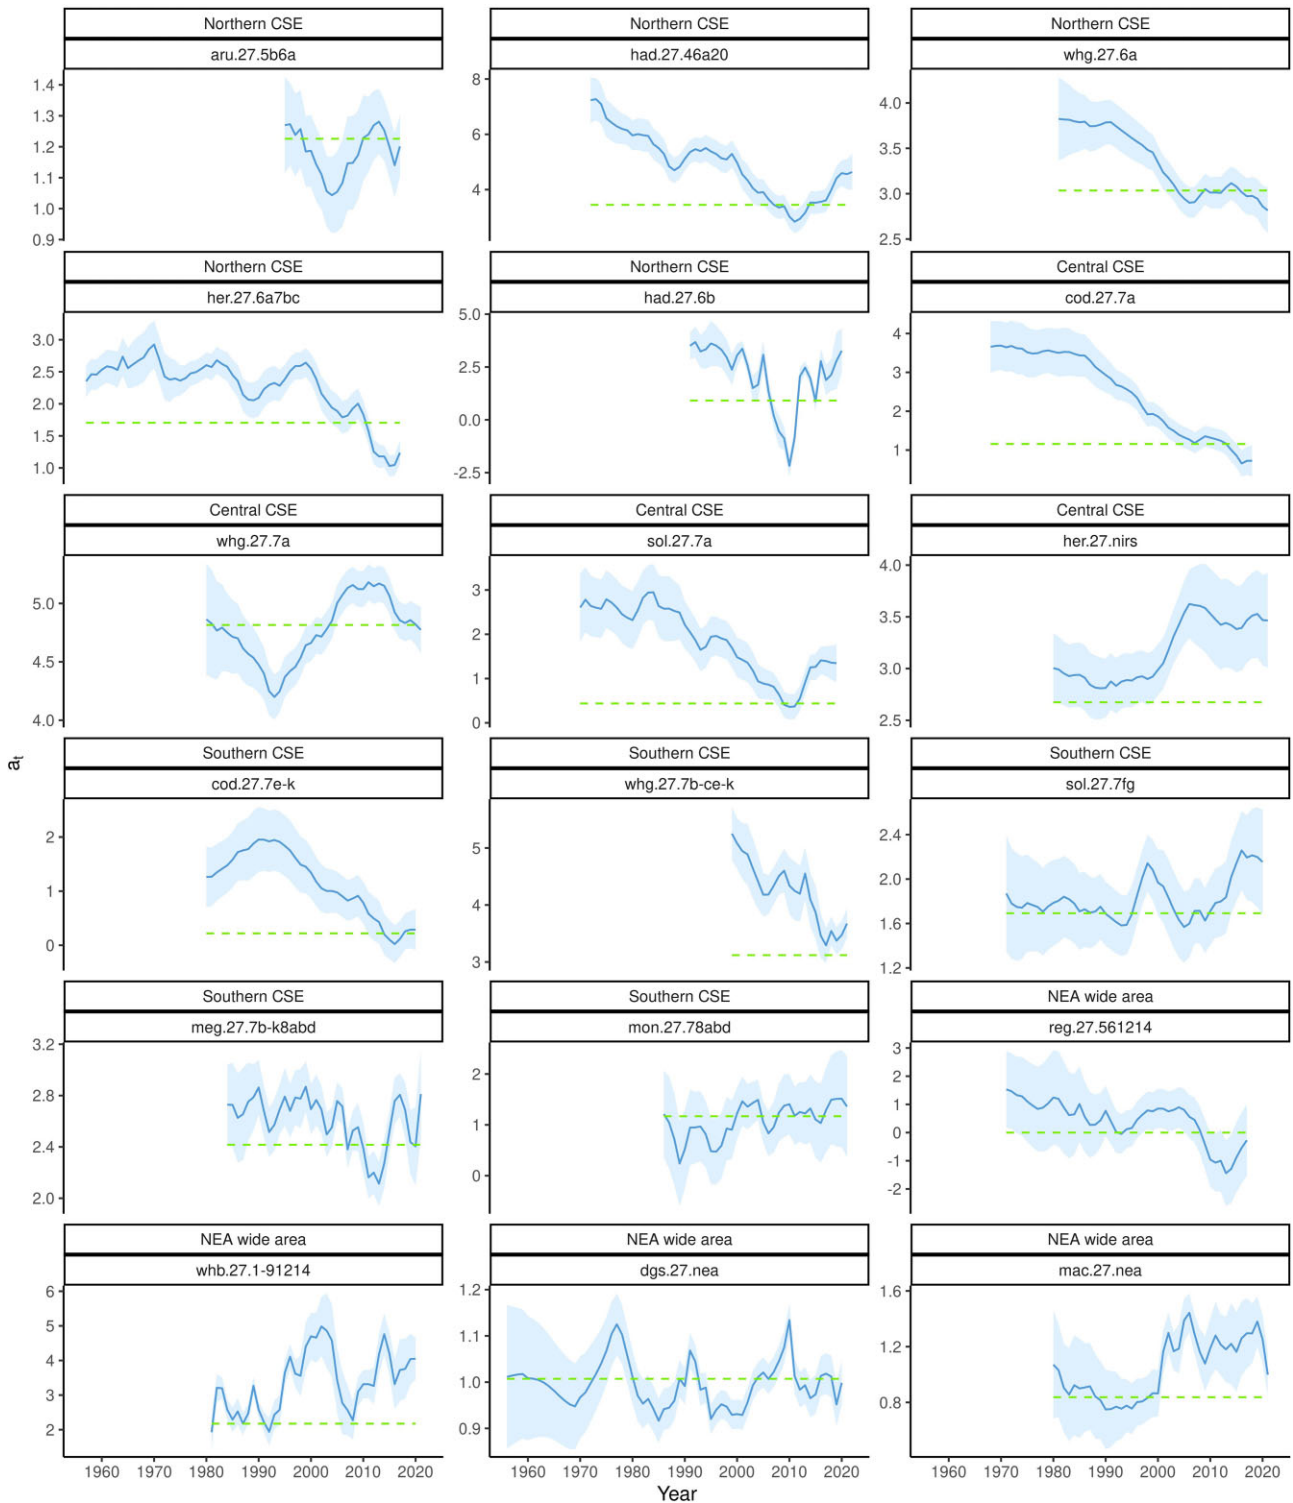 Northern CSE
Northern CSE
Northern CSE
aru.27.5b6a
had.27.46a20
whg.27.6a
1.4
1.3
1.2
1.1
1.0
0.9
8
6
4
4.0
3.5
3.0
2.5
Northern CSE
Northern CSE
Central CSE
her.27.6a7bc
had.27.6b
cod.27.7a
3.0
2.5
2.0
1.5
1.0
5.0
2.5
0.0
-2.5
4
3
2
1
Central CSE
Central CSE
Central CSE
whg.27.7a
sol.27.7a
her.27.nirs
5.0
4.5
4.0
3
2
1
0
4.0
3.5
3.0
2.5
at
Southern CSE
Southern CSE
Southern CSE
cod.27.7e-k
whg.27.7b-ce-k
sol.27.7fg
2
1
0
5
4
3
2.4
2.0
1.6
1.2
Southern CSE
Southern CSE
NEA wide area
meg.27.7b-k8abd
mon.27.78abd
reg.27.561214
3.2
2.8
2.4
2.0
2
1
0
3
2
1
0
-1
-2
NEA wide area
NEA wide area
NEA wide area
whb.27.1-91214
dgs.27.nea
mac.27.nea
6
5
4
3
2
1.2
1.1
1.0
0.9
1.6
1.2
0.8
1960 1970 1980 1990 2000 2010 2020
1960 1970 1980 1990 2000 2010 2020
1960 1970 1980 1990 2000 2010 2020
Year